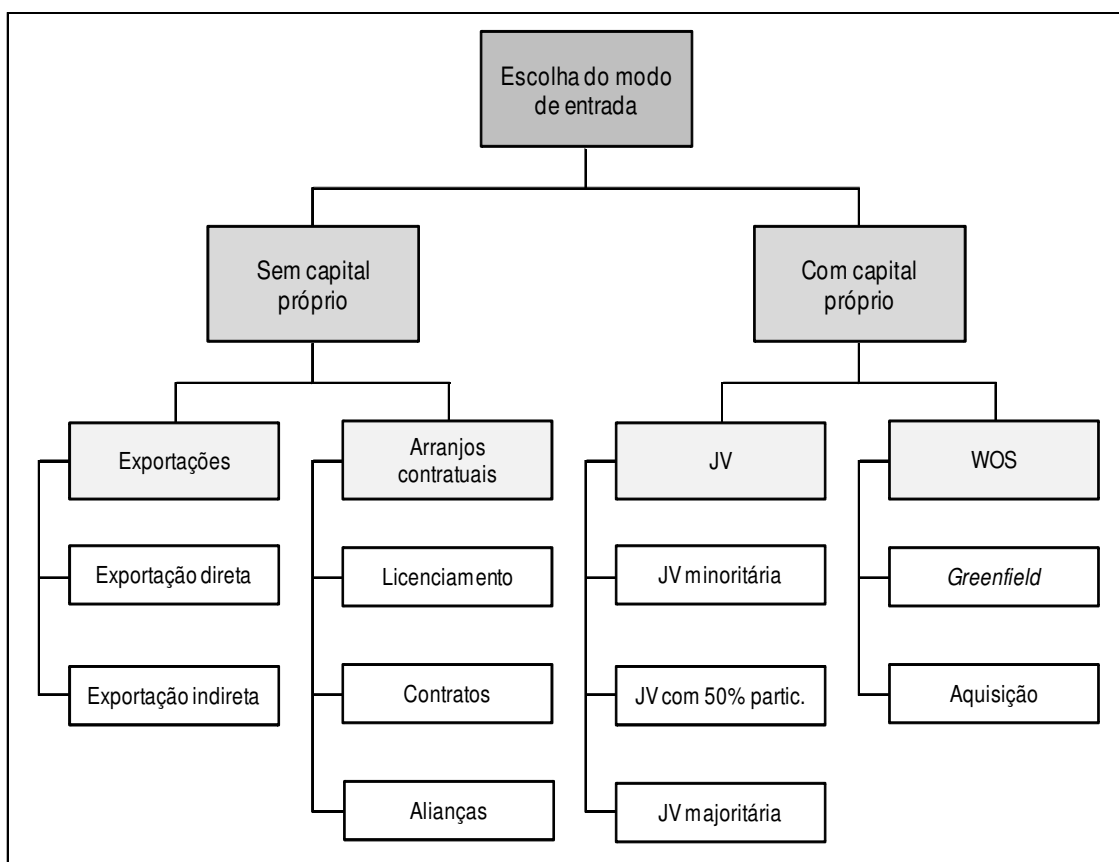 Escolha do modo
de entrada
Sem capital
próprio
Com capital
próprio
Exportações
Arranjos
contratuais
JV
WOS
Exportação direta
Licenciamento
JV minoritária
Greenfield
Exportação indireta
Contratos
JV com 50% partic.
Aquisição
Alianças
JV majoritária